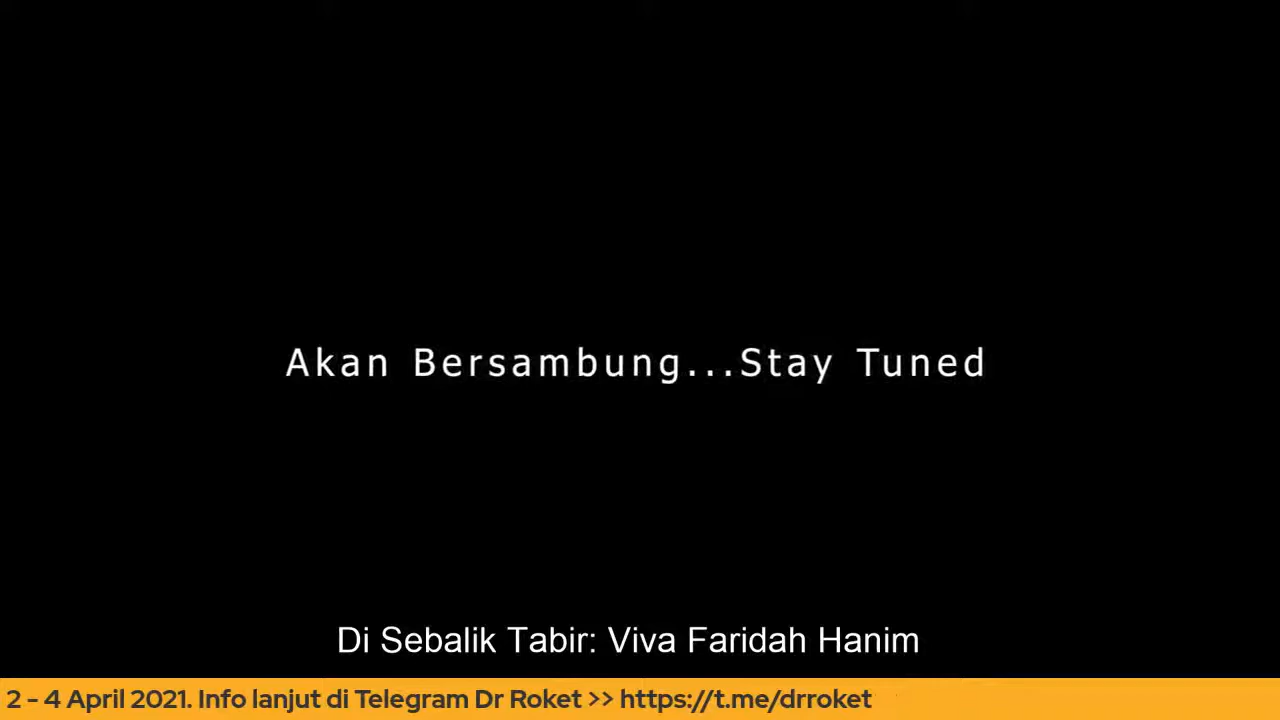 Akan Bersambung...Stay Tuned
Di Sebalik Tabir: Viva Faridah Hanim
2 - 4 April 2021. Info lanjut di Telegram Dr Roket >> https://t.me/drroket